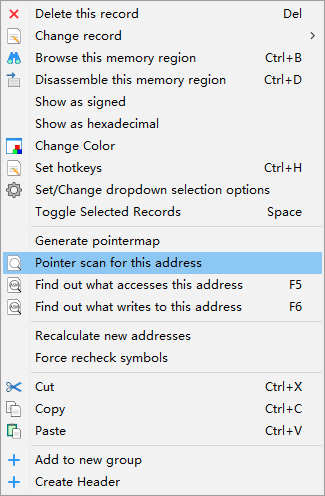 Delete this record Del
Change record
Browse this memory region Ctrl+B
Disassemble this memory region Ctrl+D
Show as signed
Show as hexadecimal
Change Color
Set hotkeys Ctrl+H
Set/Change dropdown selection options
Toggle Selected Records Space
Generate pointermap
Pointer scan for this address
Find out what accesses this address F5
Find out what writes to this address F6
Recalculate new addresses
Force recheck symbols
Cut Ctrl+X
Copy Ctrl+C
Paste Ctrl+V
Add to new group
Create Header